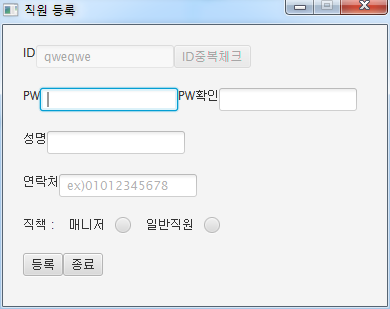 직원 등록
ID qweqwe ID중복체크
PW PW확인
성명
연락처 ex)01012345678
직책 : 매니저 일반직원
등록 종료